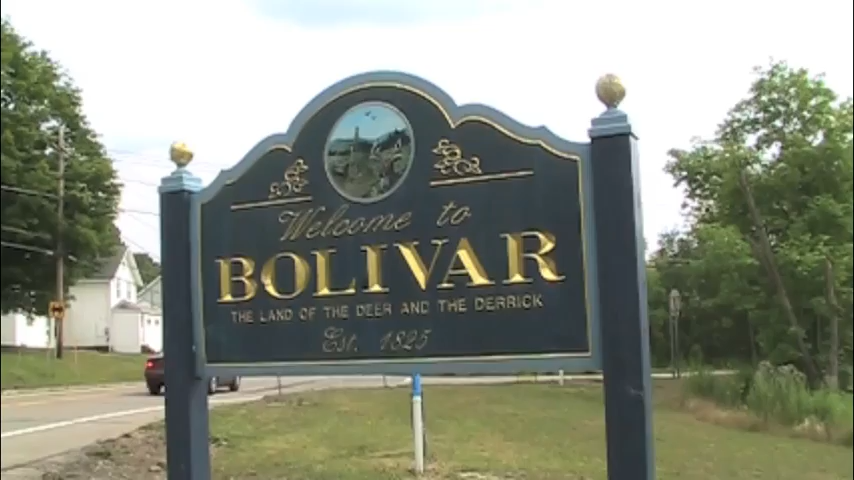 Welcome to
BOLIVAR
THE LAND OF THE DEER AND THE DERRICK
Est. 1825